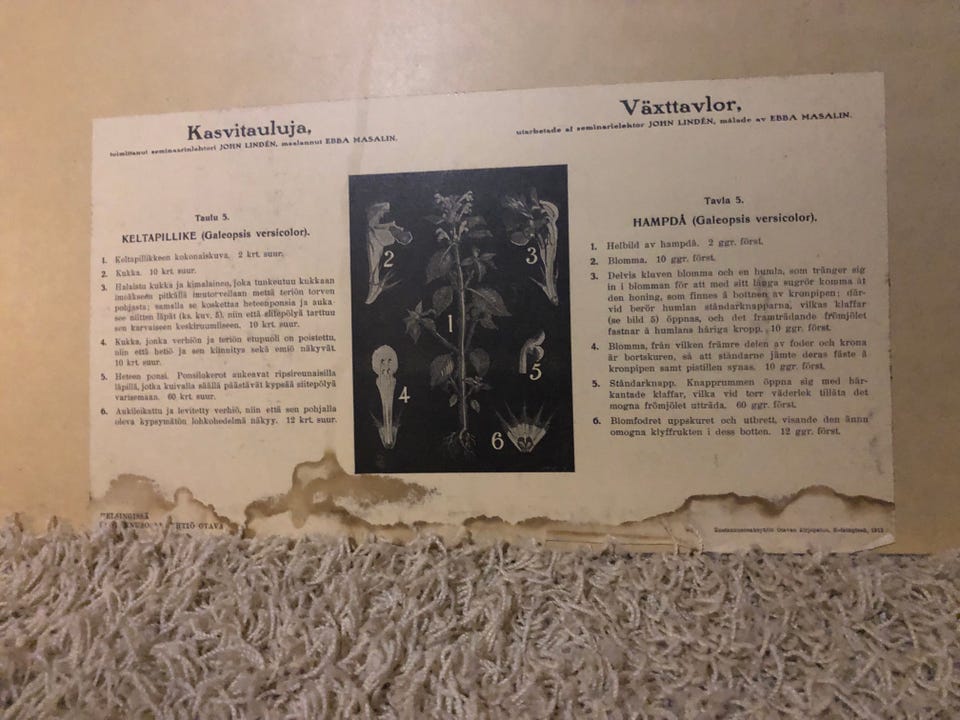 Kasvitauluja,
toimittanut seminaarinlehtori JOHN LINDÉN, maalannut EBBA MASALIN.
Taulu 5.
KELTAPILLIKE (Galeopsis versicolor).
1. Keltapillikkeen kokonaiskuva. 2 krt. suur.
2. Kukka. 10 krt. suur.
3. Halaistu kukka ja kimalainen, joka tunkeutuu kukkaan
imeäkseen pitkällä imutorvellaan mettä teriön torven
pohjasta; samalla se koskettaa heteenponsia ja aukai-
see niitten läpät (ks. kuv. 5), niin että siitepölyä tarttuu
sen karvaiseen keskiruumiiseen. 10 krt. suur.
4. Kukka, jonka verhiön ja teriön etupuoli on poistettu,
niin että hetiö ja sen kiinnitys sekä emiö näkyvät.
10 krt. suur.
5. Heteen ponsi. Ponsilokerot aukeavat ripsireunaisilla
läpillä, jotka kuivalla säällä päästävät kypsää siitepölyä
varisemaan. 60 krt. suur.
6. Aukileikattu ja levitetty verhiö, niin että sen pohjalla
oleva kypsymätön lohkohedelmä näkyy. 12 krt. suur.
HELSINGISSÄ
OTAVA
1
2
3
4
5
6
Växttavlor,
utarbetade af seminarielektor JOHN LINDÉN, målade av EBBA MASALIN.
Tavla 5.
HAMPDÅ (Galeopsis versicolor).
1. Helbild av hampdå. 2 ggr. först.
2. Blomma. 10 ggr. först.
3. Delvis kluven blomma och en humla, som tränger sig
in i blomman för att med sitt långa sugrör komma åt
den honing, som finnes å bottnen av kronpipen; där-
vid berör humlan ståndarknapparna, vilkas klaffar
(se bild 5) öppnas, och det framträdande frömjölet
fastnar å humlans håriga kropp. 10 ggr. först.
4. Blomma, från vilken främre delen av foder och krona
är bortskuren, så att ståndarne jämte deras fäste å
kronpipen samt pistillen synas. 10 ggr. först.
5. Ståndarknapp. Knapprummen öppna sig med hår-
kantade klaffar, vilka vid torr väderlek tillåta det
mogna frömjölet utträda. 60 ggr. först.
6. Blomfodret uppskuret och utbrett, visande den ännu
omogna klyffrukten i dess botten. 12 ggr. först.
Kustannusosakeyhtiö Otavan kirjapaino, Helsingissä, 1912